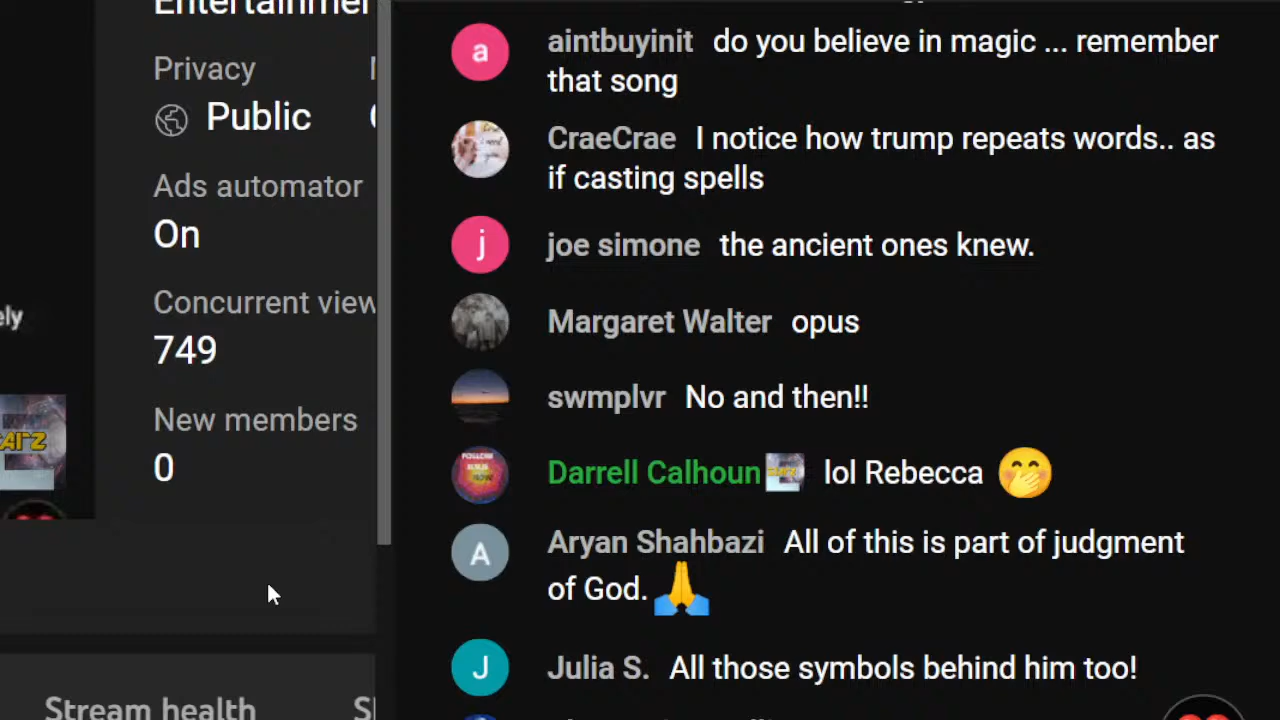 Entertainmen
Privacy
Public
Ads automator
On
Concurrent view
749
New members
0
ely
Stream health
a aintbuyinit do you believe in magic ... remember
that song
CraeCrae I notice how trump repeats words.. as
if casting spells
j joe simone the ancient ones knew.
Margaret Walter opus
swmplvr No and then!!
Darrell Calhoun lol Rebecca 🤭
A Aryan Shahbazi All of this is part of judgment
of God. 🙏
J Julia S. All those symbols behind him too!